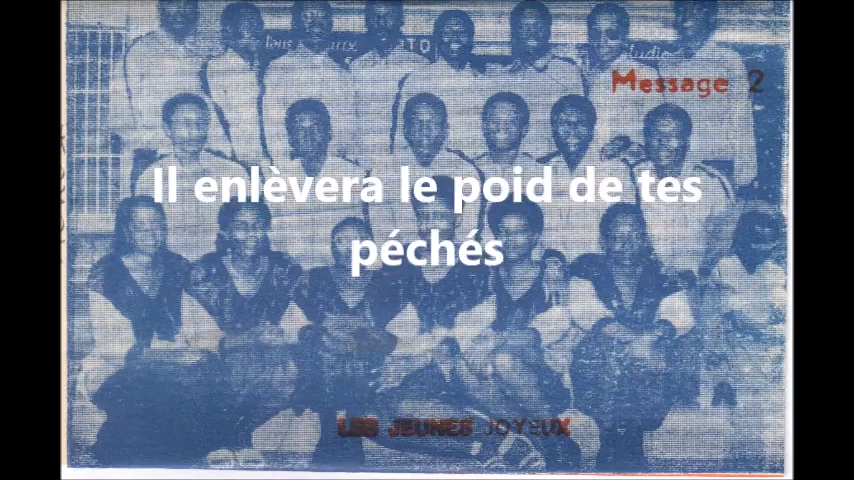 Message 2
Il enlèvera le poid de tes
péchés
LES JEUNES JOYEUX